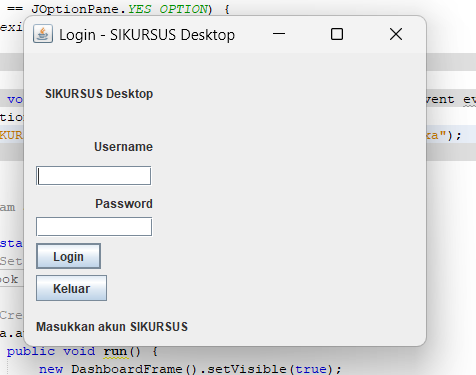 == JOptionPane.YES_OPTION) {
Login - SIKURSUS Desktop
SIKURSUS Desktop
Username
Password
Login
Keluar
Masukkan akun SIKURSUS
public void run() {
new DashboardFrame().setVisible(true);